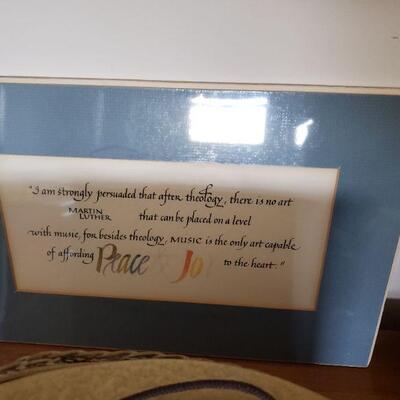 "I am strongly persuaded that after theology, there is no art
MARTIN LUTHER that can be placed on a level
with music, for besides theology, MUSIC is the only art capable
of affording Peace & Joy to the heart."